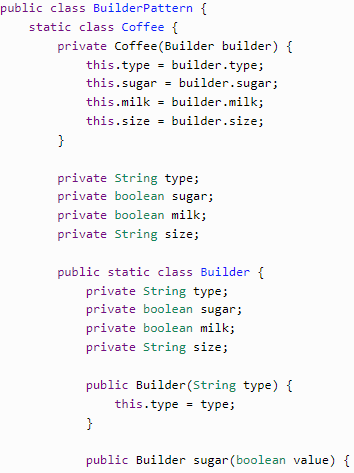 public class BuilderPattern {
    static class Coffee {
        private Coffee(Builder builder) {
            this.type = builder.type;
            this.sugar = builder.sugar;
            this.milk = builder.milk;
            this.size = builder.size;
        }

        private String type;
        private boolean sugar;
        private boolean milk;
        private String size;

        public static class Builder {
            private String type;
            private boolean sugar;
            private boolean milk;
            private String size;

            public Builder(String type) {
                this.type = type;
            }

            public Builder sugar(boolean value) {